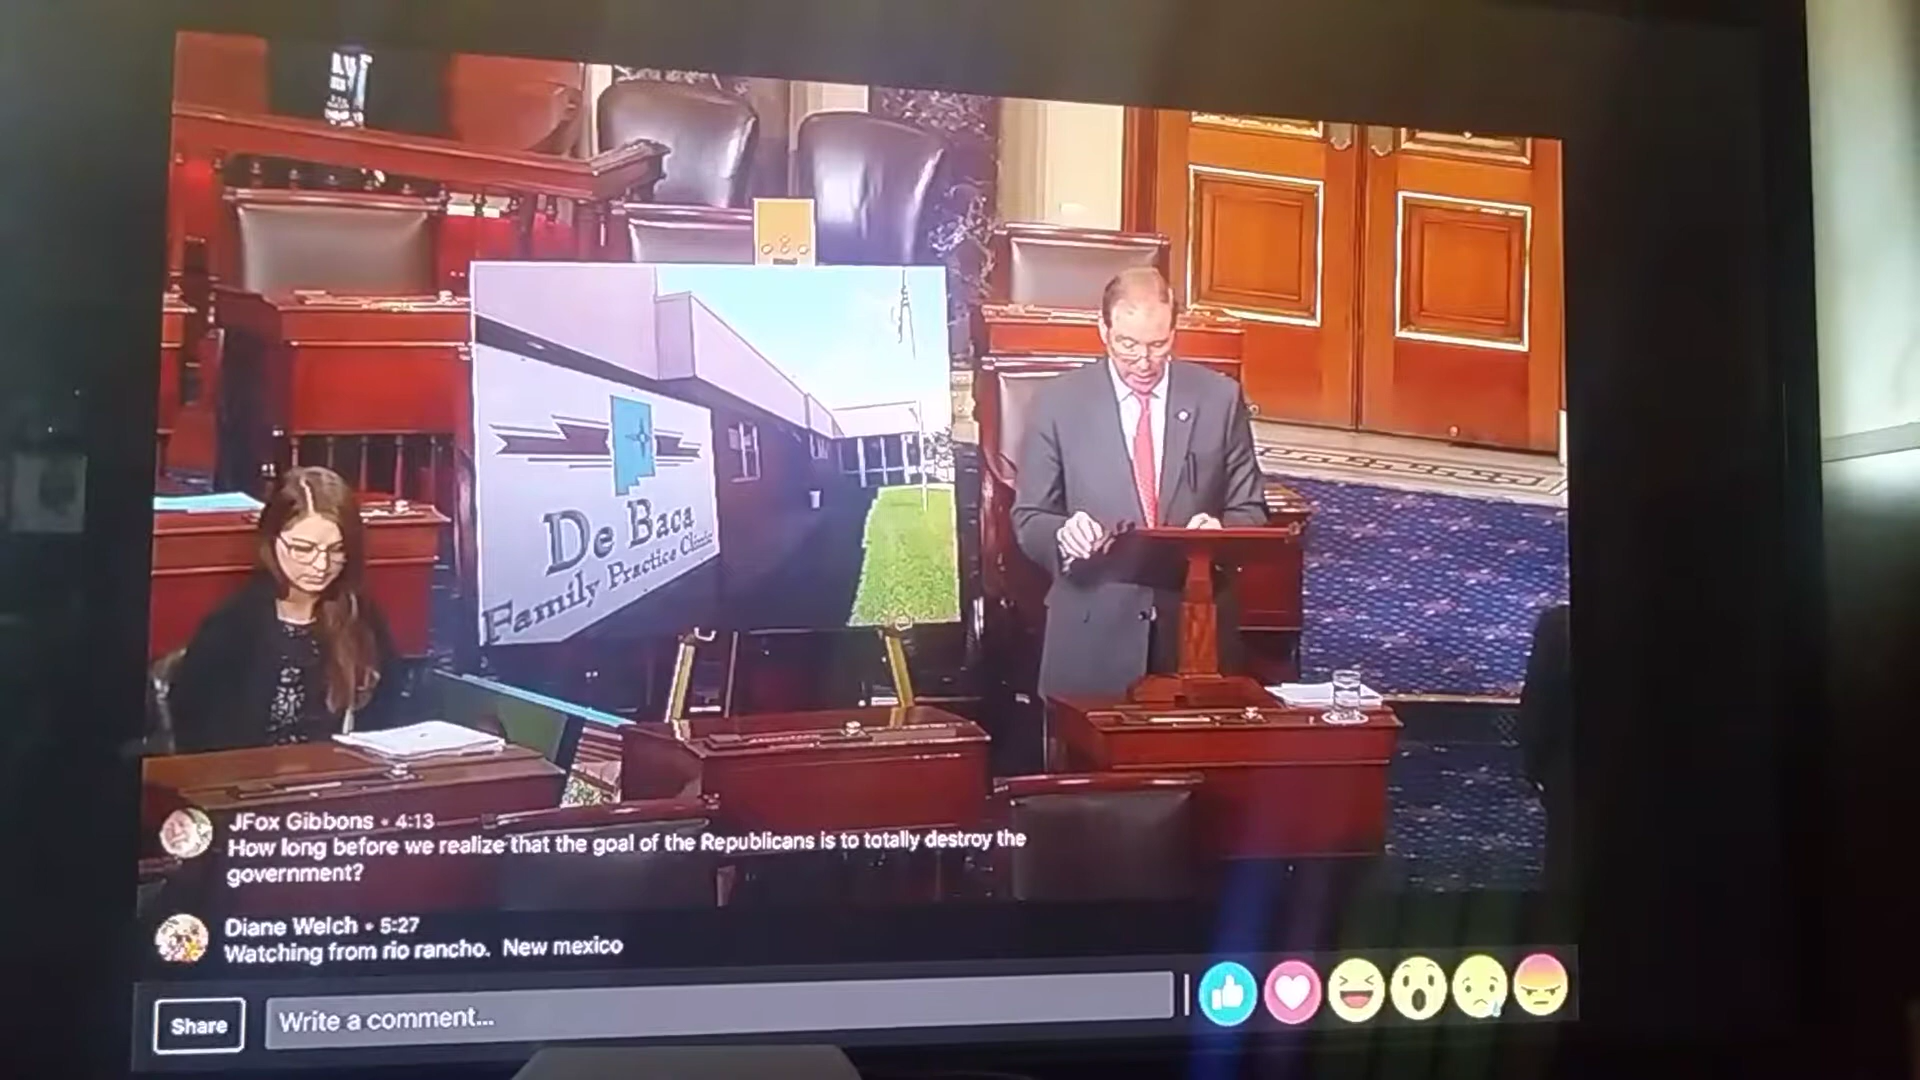 De Baca
Family Practice Clinic
JFox Gibbons • 4:13
How long before we realize that the goal of the Republicans is to totally destroy the
government?
Diane Welch • 5:27
Watching from rio rancho. New mexico
Share
Write a comment...